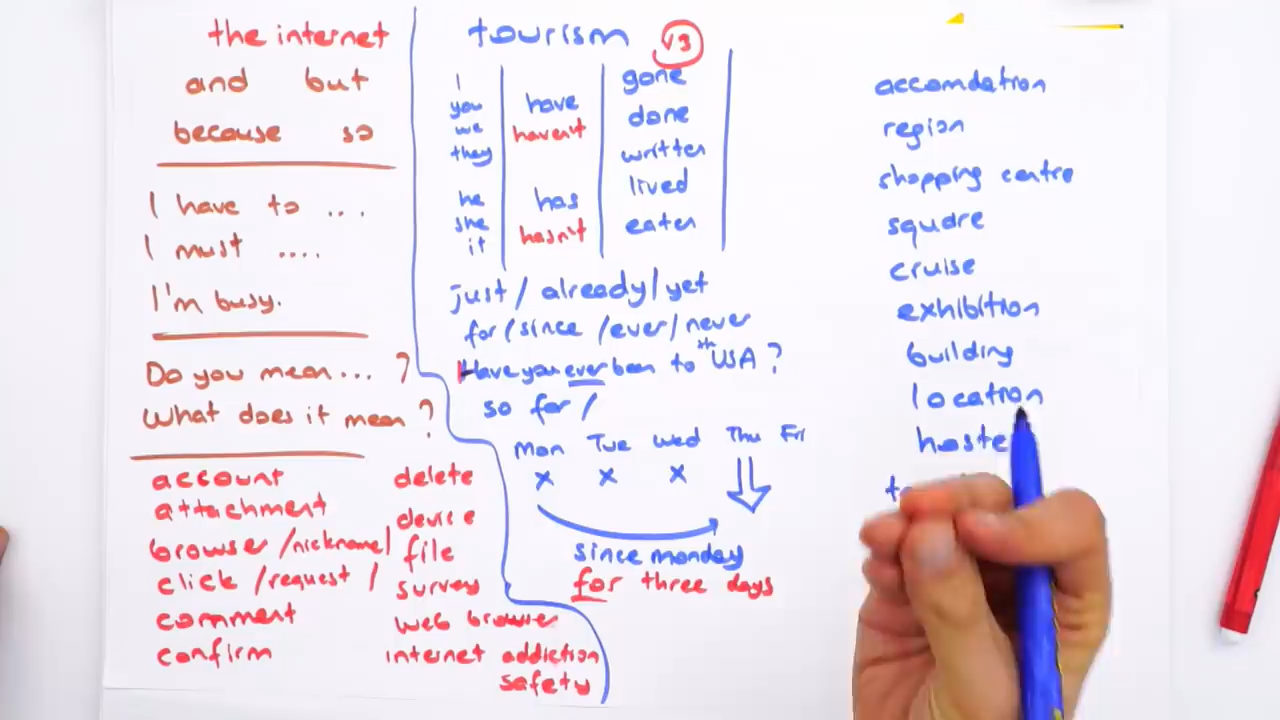 the internet
and but
because so
I have to ....
I must ....
I'm busy.
Do you mean... ?
What does it mean ?
account
attachment
browser /nickname/
click /request /
comment
confirm
delete
device
file
survey
web browser
internet addiction
safety
tourism V3
I
you
we
they
he
she
it
have
haven't
has
hasn't
gone
done
written
lived
eaten
just / already / yet
for / since / ever / never
Have you ever been to the USA ?
so far /
Mon Tue Wed Thu Fri
x x x
since monday
for three days
accomdation
region
shopping centre
square
cruise
exhibition
building
location